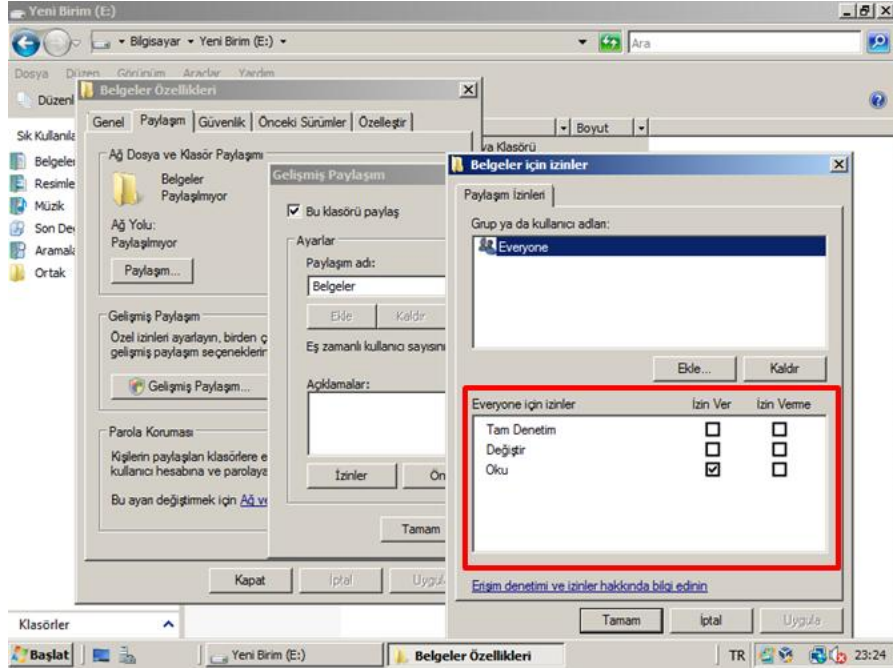 Yeni Birim (E:)
Bilgisayar
Yeni Birim (E:)
Ara
Dosya Düzen Görünüm Araçlar Yardım
Belgeler Özellikleri
Genel Paylaşım Güvenlik Önceki Sürümler Özelleştir
Boyut
Ağ Dosya ve Klasör Paylaşımı
Belgeler
Paylaşılmıyor
Ağ Yolu:
Paylaşılmıyor
Paylaşım...
Gelişmiş Paylaşım
Özel izinleri ayarlayın, birden ç
gelişmiş paylaşım seçeneklerin
Gelişmiş Paylaşım...
Parola Koruması
Kişilerin paylaşılan klasörlere e
kullanıcı hesabına ve parolaya
Bu ayarı değiştirmek için Ağ ve
Kapat İptal
Gelişmiş Paylaşım
Bu klasörü paylaş
Ayarlar
Paylaşım adı:
Belgeler
Ekle Kaldır
Eş zamanlı kullanıcı sayısını
Açıklamalar:
İzinler
Tamam
Belgeler için izinler
Paylaşım İzinleri
Grup ya da kullanıcı adları:
Everyone
Ekle... Kaldır
Everyone için izinler İzin Ver İzin Verme
Tam Denetim
Değiştir
Oku
Erişim denetimi ve izinler hakkında bilgi edinin
Tamam İptal Uygula
Sık Kullanıla
Belgeler
Resimle
Müzik
Son De
Aramala
Ortak
Klasörler
Başlat Yeni Birim (E:) Belgeler Özellikleri TR 23:24